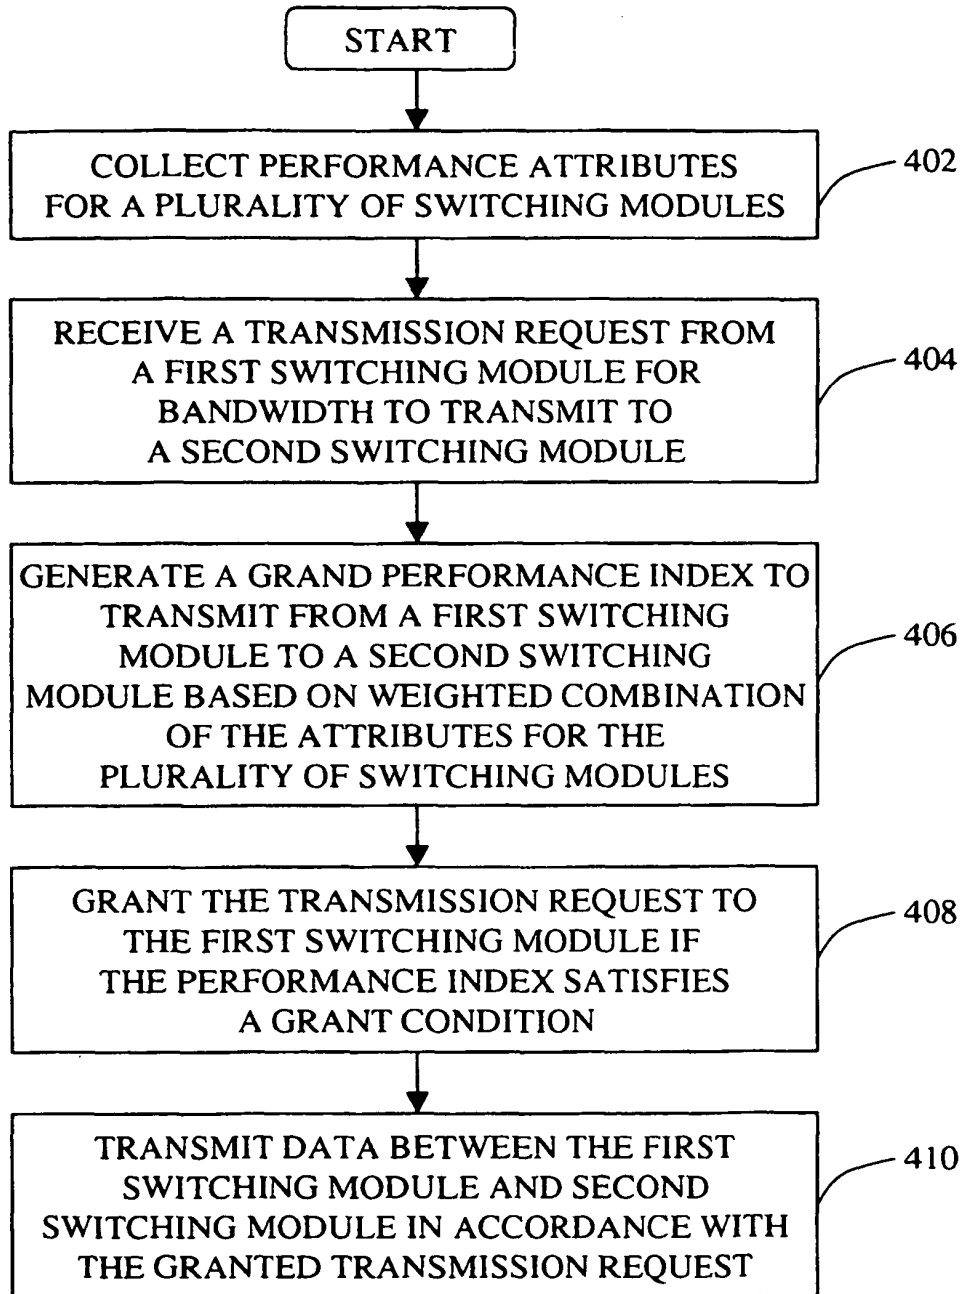 START
COLLECT PERFORMANCE ATTRIBUTES
FOR A PLURALITY OF SWITCHING MODULES
402
RECEIVE A TRANSMISSION REQUEST FROM
A FIRST SWITCHING MODULE FOR
BANDWIDTH TO TRANSMIT TO
A SECOND SWITCHING MODULE
404
GENERATE A GRAND PERFORMANCE INDEX TO
TRANSMIT FROM A FIRST SWITCHING
MODULE TO A SECOND SWITCHING
MODULE BASED ON WEIGHTED COMBINATION
OF THE ATTRIBUTES FOR THE
PLURALITY OF SWITCHING MODULES
406
GRANT THE TRANSMISSION REQUEST TO
THE FIRST SWITCHING MODULE IF
THE PERFORMANCE INDEX SATISFIES
A GRANT CONDITION
408
TRANSMIT DATA BETWEEN THE FIRST
SWITCHING MODULE AND SECOND
SWITCHING MODULE IN ACCORDANCE WITH
THE GRANTED TRANSMISSION REQUEST
410